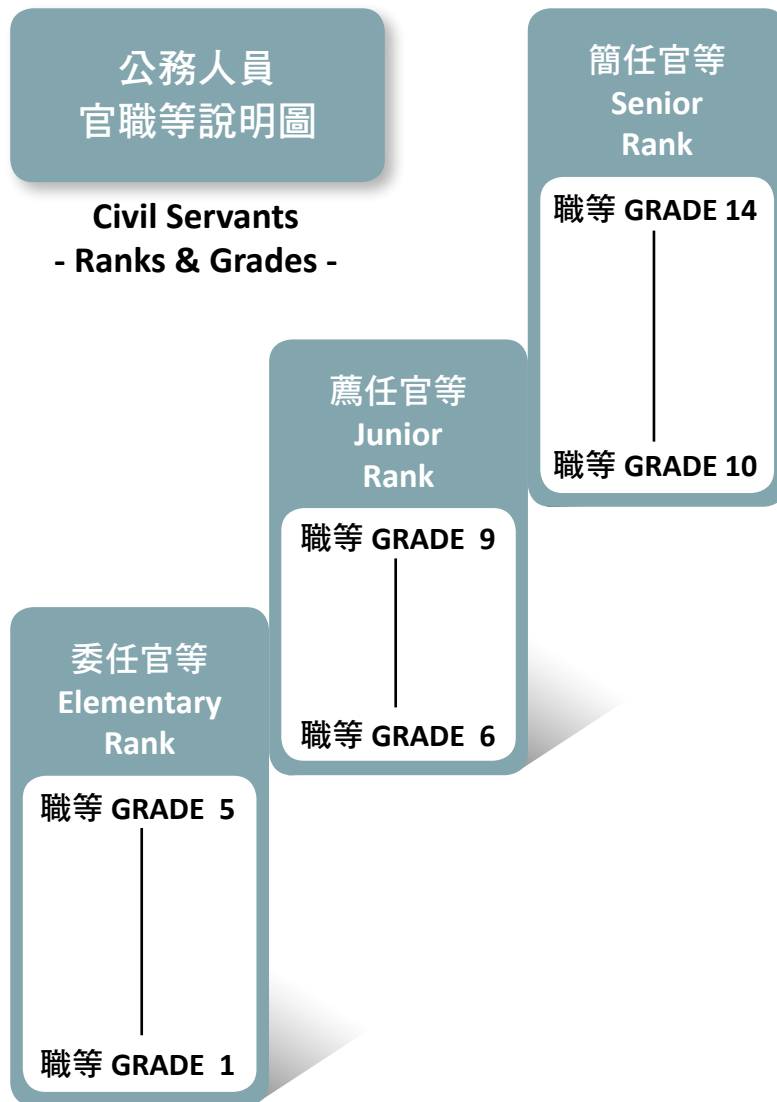 公務人員
官職等說明圖
Civil Servants
- Ranks & Grades -
簡任官等
Senior
Rank
職等 GRADE 14
職等 GRADE 10
薦任官等
Junior
Rank
職等 GRADE 9
職等 GRADE 6
委任官等
Elementary
Rank
職等 GRADE 5
職等 GRADE 1